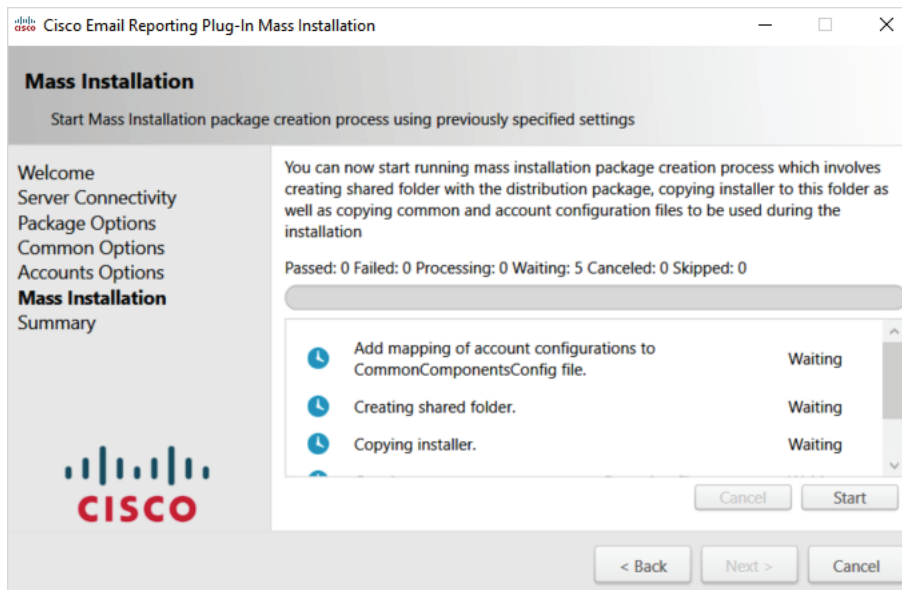 cisco Cisco Email Reporting Plug-In Mass Installation
Mass Installation
Start Mass Installation package creation process using previously specified settings
Welcome
Server Connectivity
Package Options
Common Options
Accounts Options
Mass Installation
Summary
CISCO
You can now start running mass installation package creation process which involves
creating shared folder with the distribution package, copying installer to this folder as
well as copying common and account configuration files to be used during the
installation
Passed: 0 Failed: 0 Processing: 0 Waiting: 5 Canceled: 0 Skipped: 0
Add mapping of account configurations to
CommonComponentsConfig file.
Waiting
Creating shared folder.
Waiting
Copying installer.
Waiting
Cancel
Start
< Back
Next >
Cancel